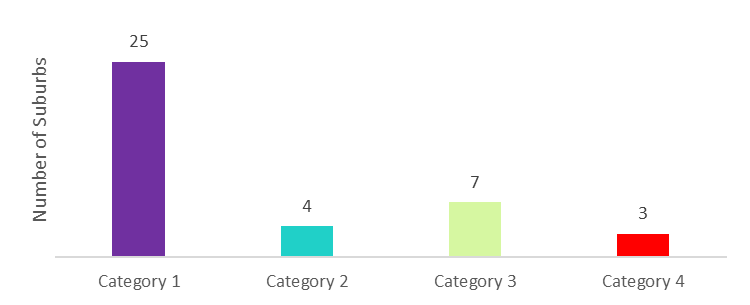 25
4
7
3
Number of Suburbs
Category 1
Category 2
Category 3
Category 4